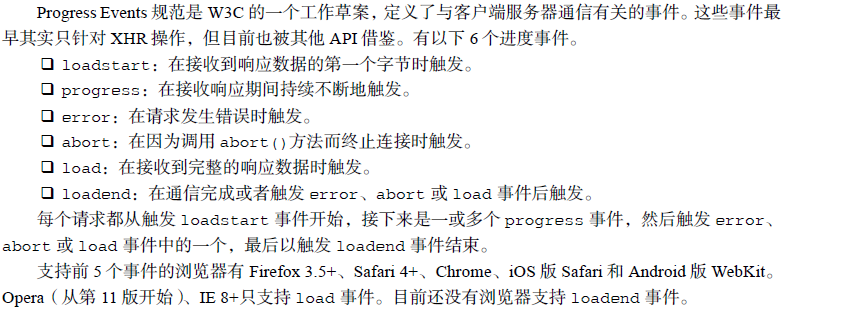 Progress Events 规范是 W3C 的一个工作草案，定义了与客户端服务器通信有关的事件。这些事件最
早其实只针对 XHR 操作，但目前也被其他 API 借鉴。有以下 6 个进度事件。
❑ loadstart：在接收到响应数据的第一个字节时触发。
❑ progress：在接收响应期间持续不断地触发。
❑ error：在请求发生错误时触发。
❑ abort：在因为调用 abort()方法而终止连接时触发。
❑ load：在接收到完整的响应数据时触发。
❑ loadend：在通信完成或者触发 error、abort 或 load 事件后触发。
每个请求都从触发 loadstart 事件开始，接下来是一或多个 progress 事件，然后触发 error、
abort 或 load 事件中的一个，最后以触发 loadend 事件结束。
支持前 5 个事件的浏览器有 Firefox 3.5+、Safari 4+、Chrome、iOS 版 Safari 和 Android 版 WebKit。
Opera（从第 11 版开始）、IE 8+只支持 load 事件。目前还没有浏览器支持 loadend 事件。